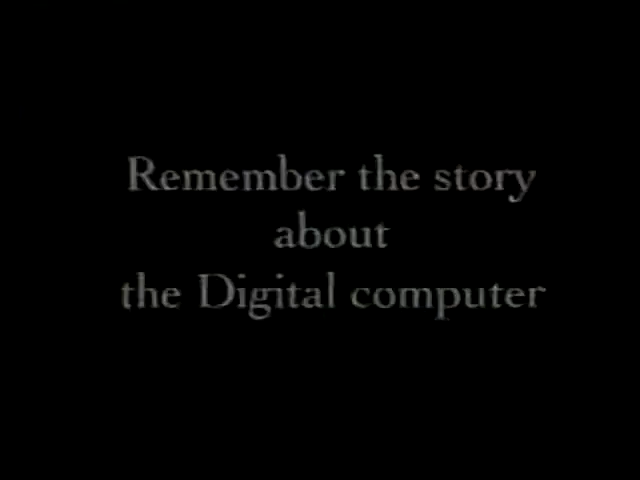 Remember the story
about
the Digital computer